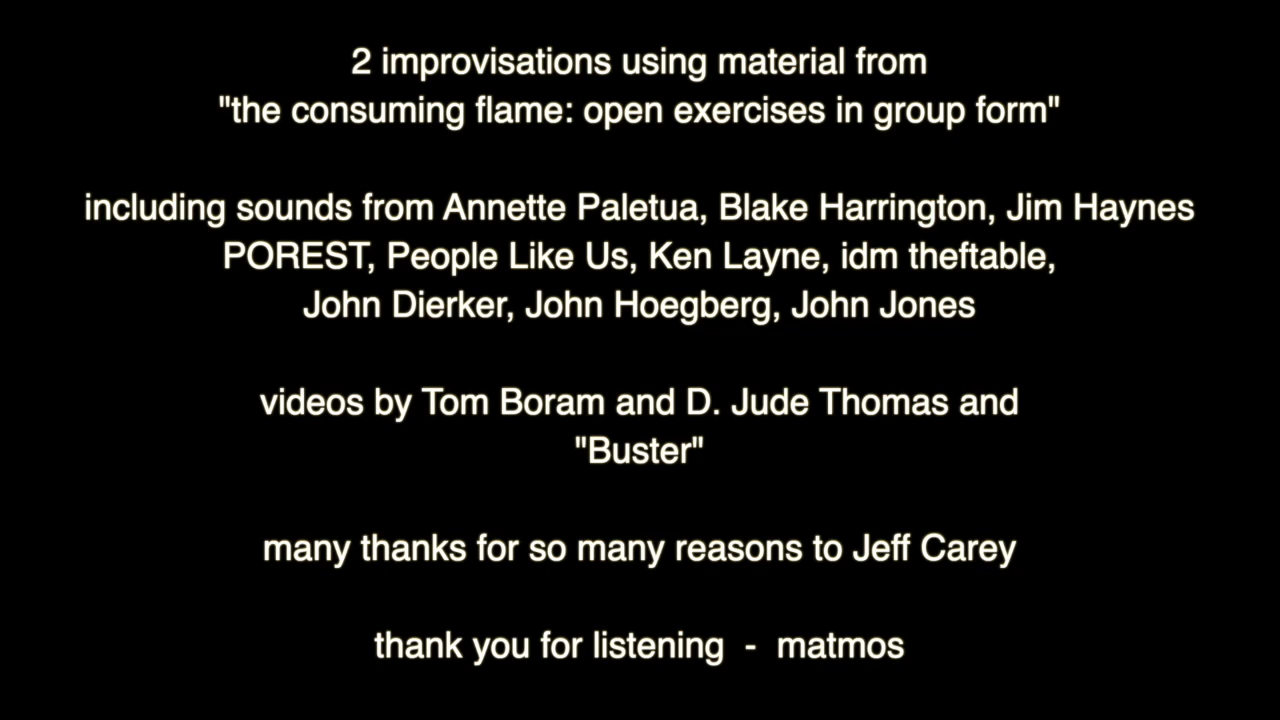 2 improvisations using material from
"the consuming flame: open exercises in group form"
including sounds from Annette Paletua, Blake Harrington, Jim Haynes
POREST, People Like Us, Ken Layne, idm theftable,
John Dierker, John Hoegberg, John Jones
videos by Tom Boram and D. Jude Thomas and
"Buster"
many thanks for so many reasons to Jeff Carey
thank you for listening - matmos